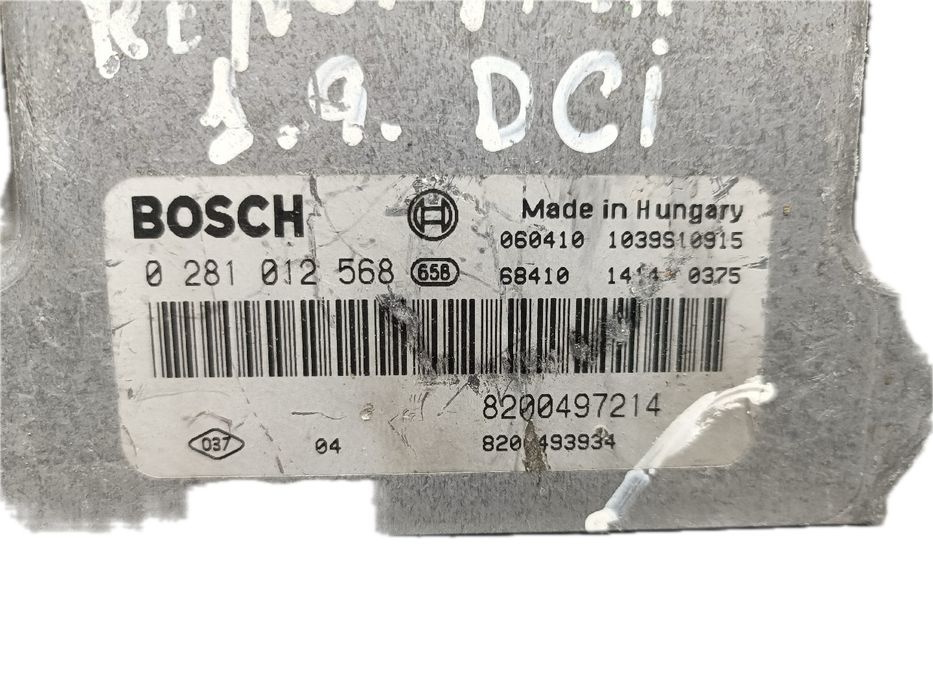 1.9. DCi
BOSCH
Made in Hungary
060410 1039S10915
0 281 012 568 658
68410 0375
8200497214
037 04